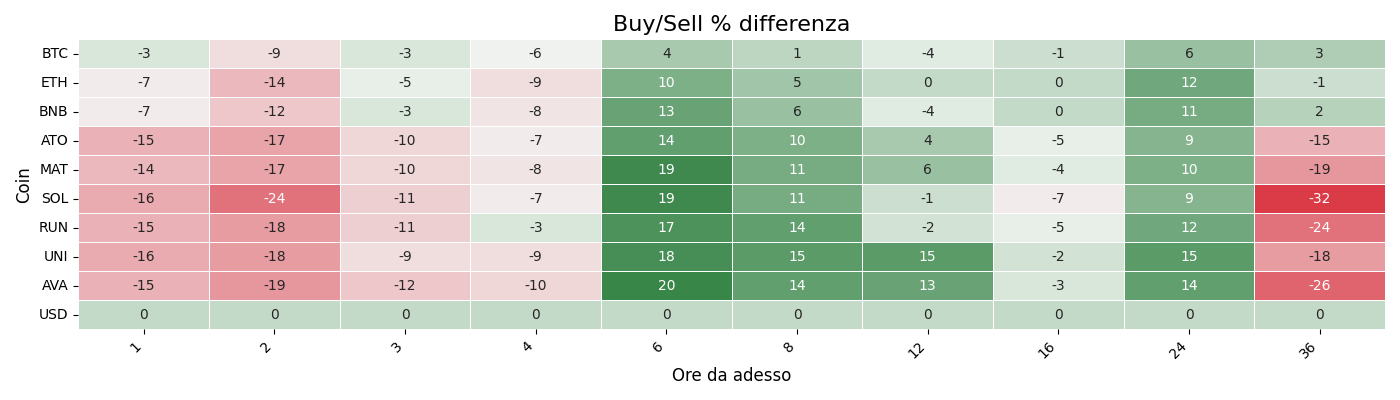 Buy/Sell % differenza
Coin
BTC -3 -9 -3 -6 4 1 -4 -1 6 3
ETH -7 -14 -5 -9 10 5 0 0 12 -1
BNB -7 -12 -3 -8 13 6 -4 0 11 2
ATO -15 -17 -10 -7 14 10 4 -5 9 -15
MAT -14 -17 -10 -8 19 11 6 -4 10 -19
SOL -16 -24 -11 -7 19 11 -1 -7 9 -32
RUN -15 -18 -11 -3 17 14 -2 -5 12 -24
UNI -16 -18 -9 -9 18 15 15 -2 15 -18
AVA -15 -19 -12 -10 20 14 13 -3 14 -26
USD 0 0 0 0 0 0 0 0 0 0
1 2 3 4 6 8 12 16 24 36
Ore da adesso